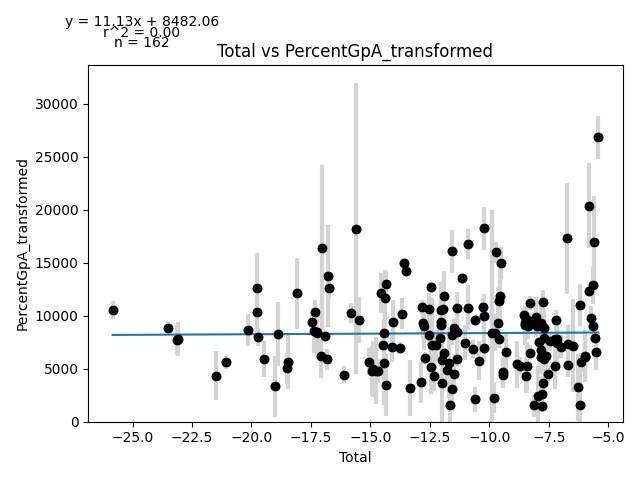 y = 11.13x + 8482.06
r^2 = 0.00
n = 162
Total vs PercentGpA_transformed
PercentGpA_transformed
30000
25000
20000
15000
10000
5000
0
−25.0 −22.5 −20.0 −17.5 −15.0 −12.5 −10.0 −7.5 −5.0
Total